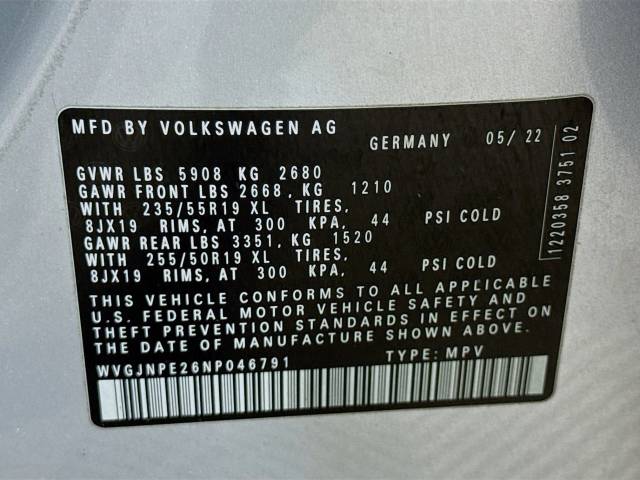 MFD BY VOLKSWAGEN AG GERMANY 05/ 22
GVWR LBS 5908 KG 2680
GAWR FRONT LBS 2668, KG 1210
WITH 235/55R19 XL TIRES,
8JX19 RIMS, AT 300 KPA, 44 PSI COLD
GAWR REAR LBS 3351, KG 1520
WITH 255/50R19 XL TIRES,
8JX19 RIMS, AT 300 KPA, 44 PSI COLD
THIS VEHICLE CONFORMS TO ALL APPLICABLE
U.S. FEDERAL MOTOR VEHICLE SAFETY AND
THEFT PREVENTION STANDARDS IN EFFECT ON
THE DATE OF MANUFACTURE SHOWN ABOVE.
WVGJNPE26NP046791 TYPE: MPV
1220358 3751 02